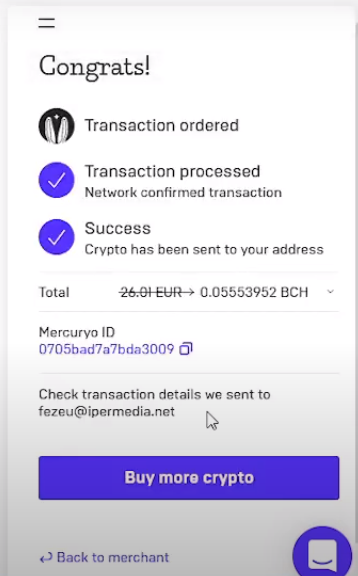 Congrats!
Transaction ordered
Transaction processed
Network confirmed transaction
Success
Crypto has been sent to your address
Total 26.01 EUR → 0.05553952 BCH
Mercuryo ID
0705bad7a7bda3009
Check transaction details we sent to
fezeu@ipermedia.net
Buy more crypto
Back to merchant